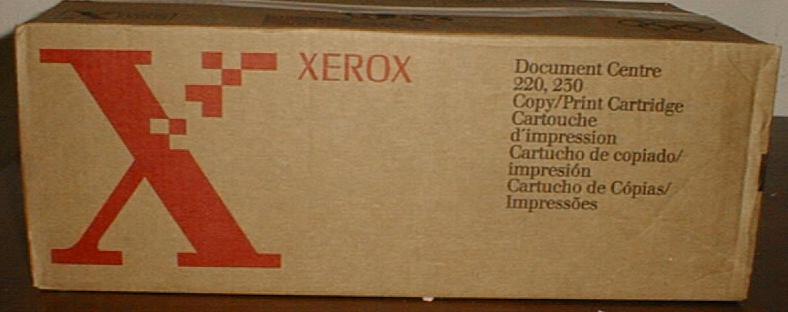 XEROX
Document Centre
220, 230
Copy/Print Cartridge
Cartouche
d'impression
Cartucho de copiado/
impresión
Cartucho de Cópias/
Impressões